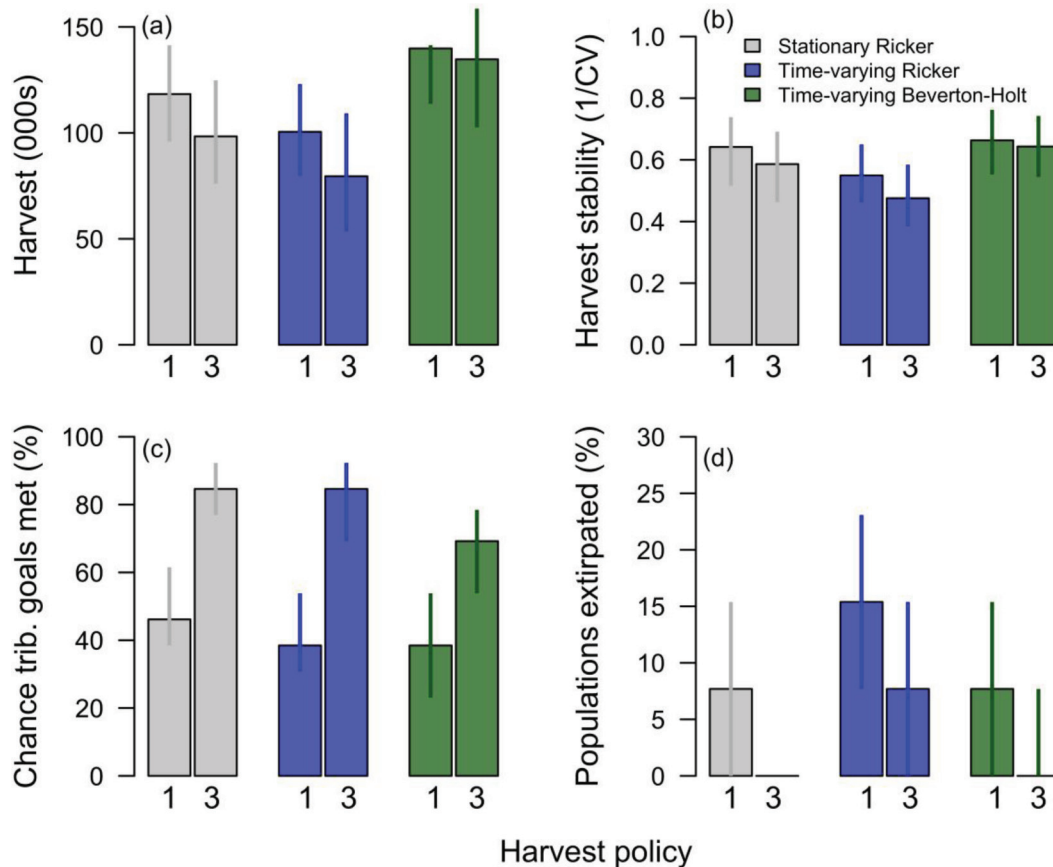 (a)
Harvest (000s)
150
100
50
0
1 3 1 3 1 3
(b)
Harvest stability (1/CV)
1.0
0.8
0.6
0.4
0.2
0.0
Stationary Ricker
Time-varying Ricker
Time-varying Beverton-Holt
1 3 1 3 1 3
(c)
Chance trib. goals met (%)
100
80
60
40
20
0
1 3 1 3 1 3
(d)
Populations extirpated (%)
30
25
20
15
10
5
0
1 3 1 3 1 3
Harvest policy